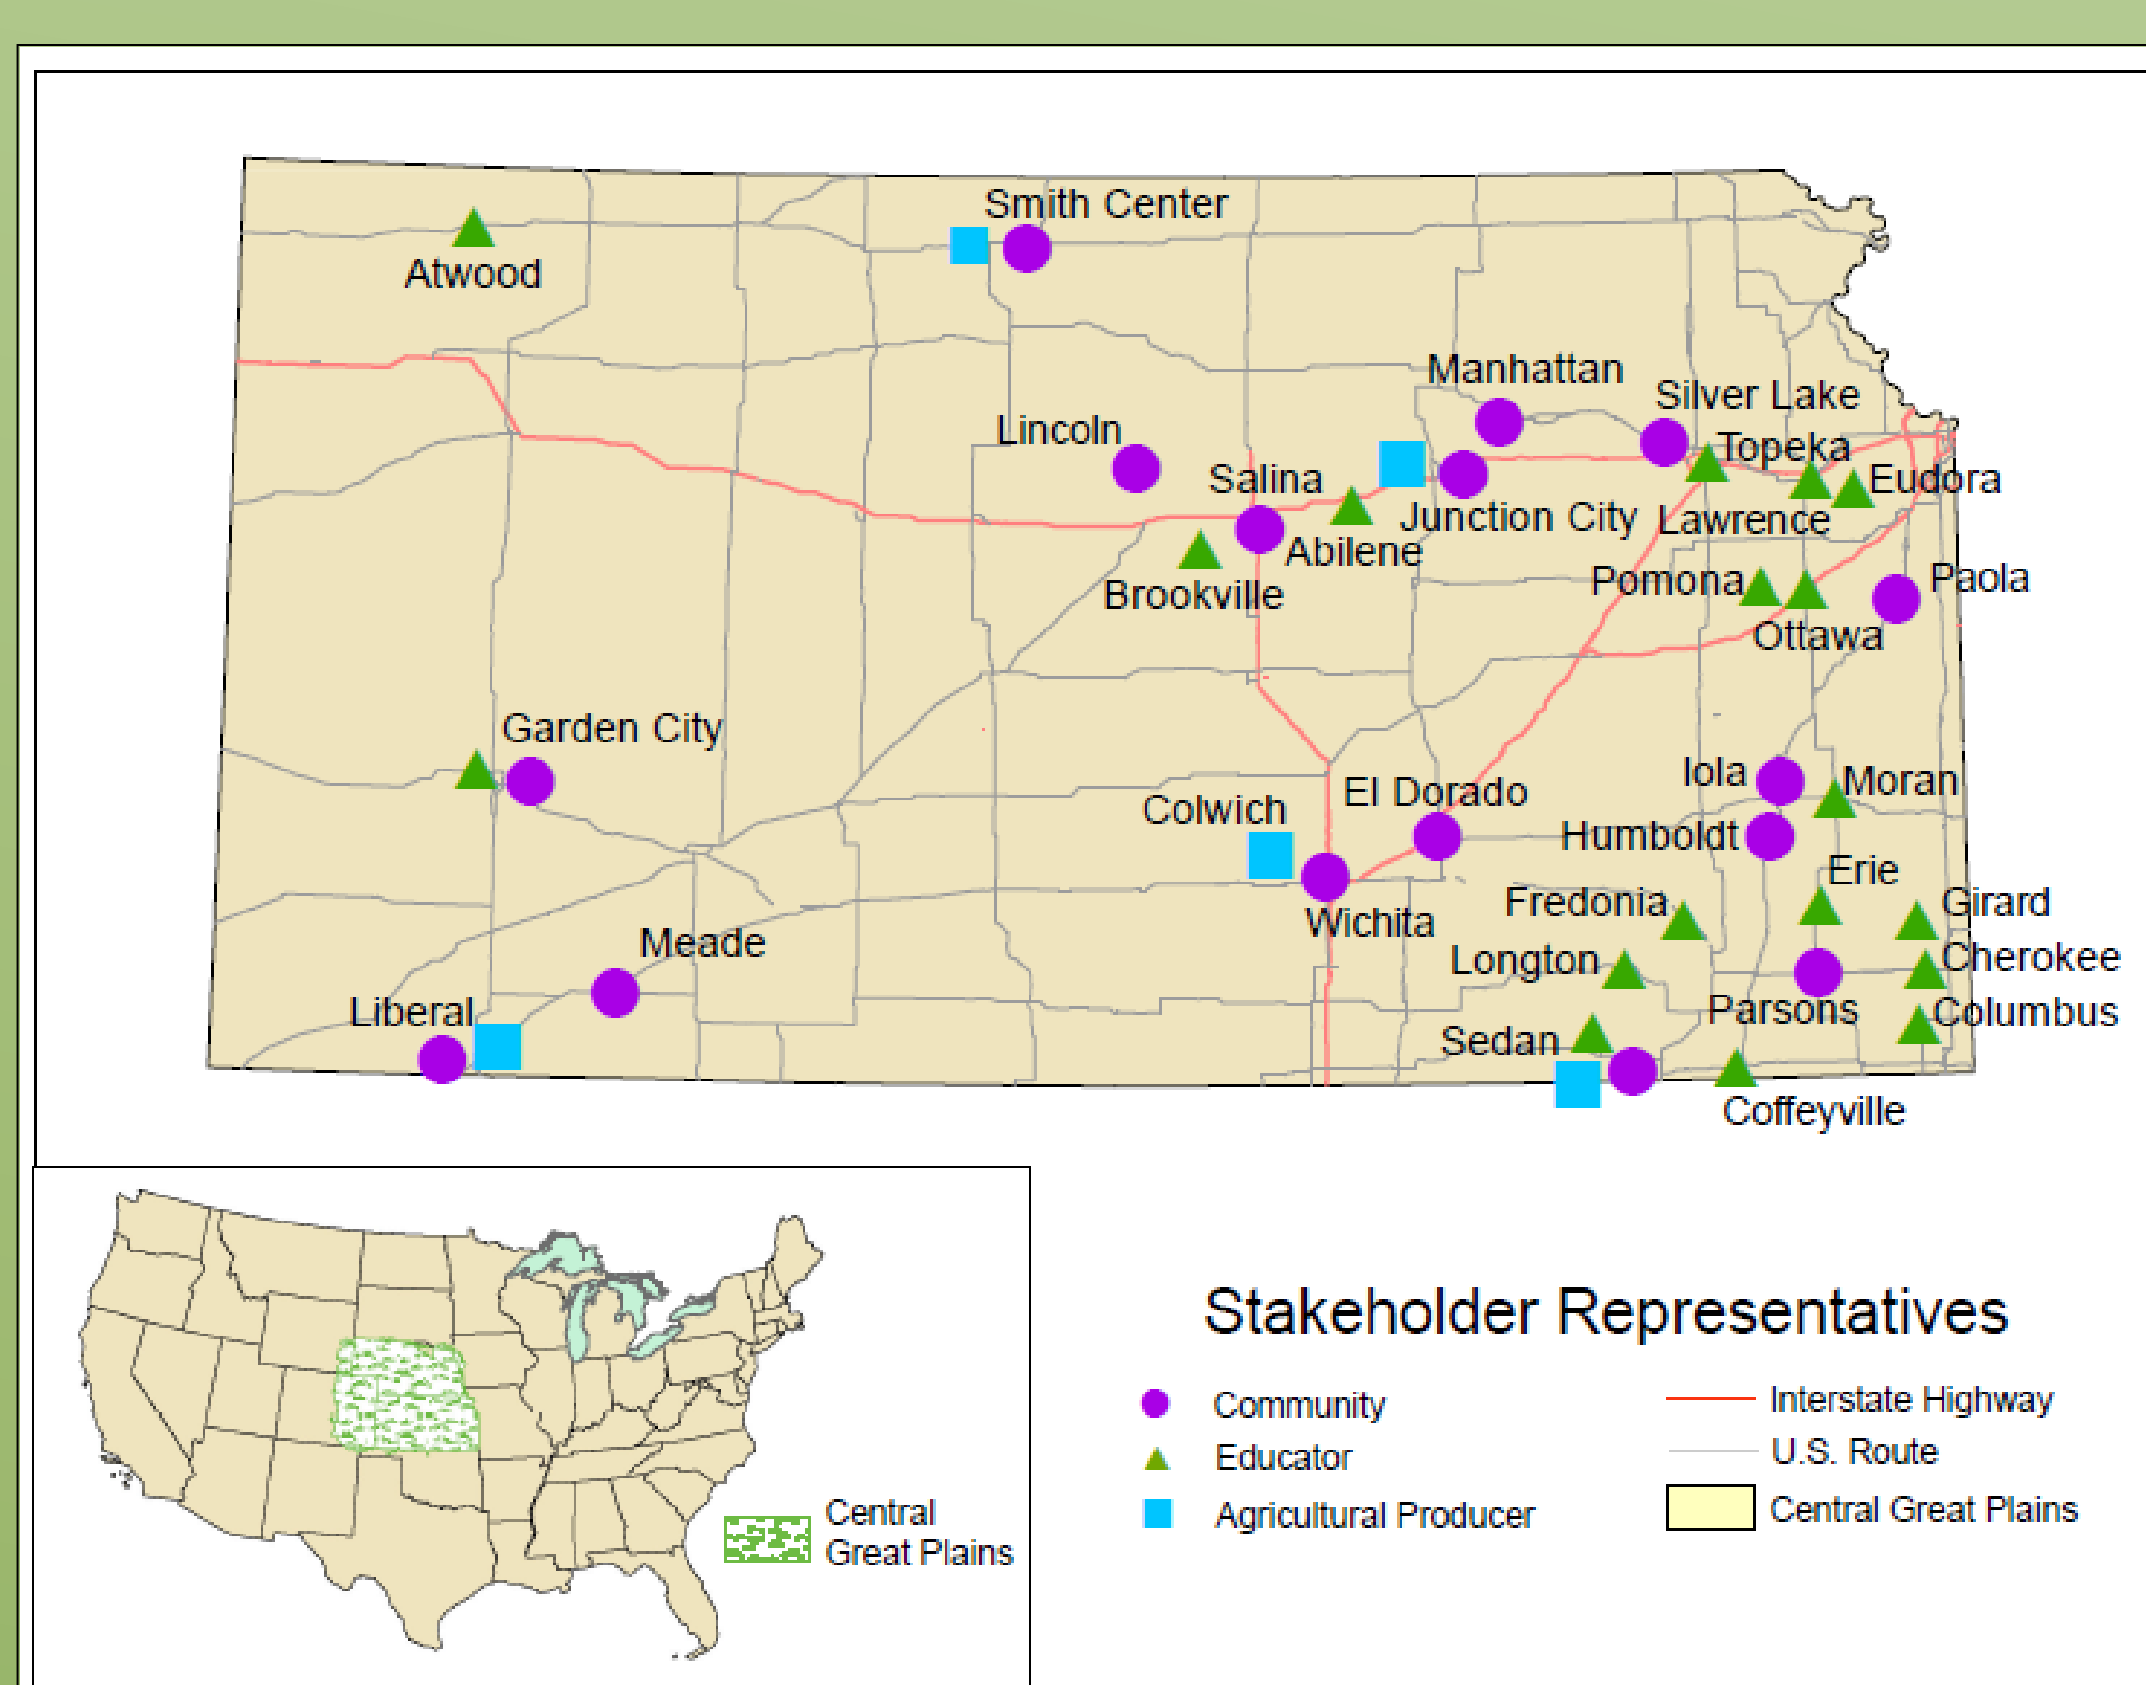 Smith Center
Atwood
Manhattan
Silver Lake
Lincoln
Topeka
Salina
Eudora
Junction City
Lawrence
Abilene
Brookville
Pomona
Paola
Ottawa
Garden City
Iola
Moran
El Dorado
Colwich
Humboldt
Erie
Fredonia
Girard
Wichita
Meade
Longton
Cherokee
Liberal
Parsons
Columbus
Sedan
Coffeyville
Central
Great Plains
Stakeholder Representatives
Community
Educator
Agricultural Producer
Interstate Highway
U.S. Route
Central Great Plains